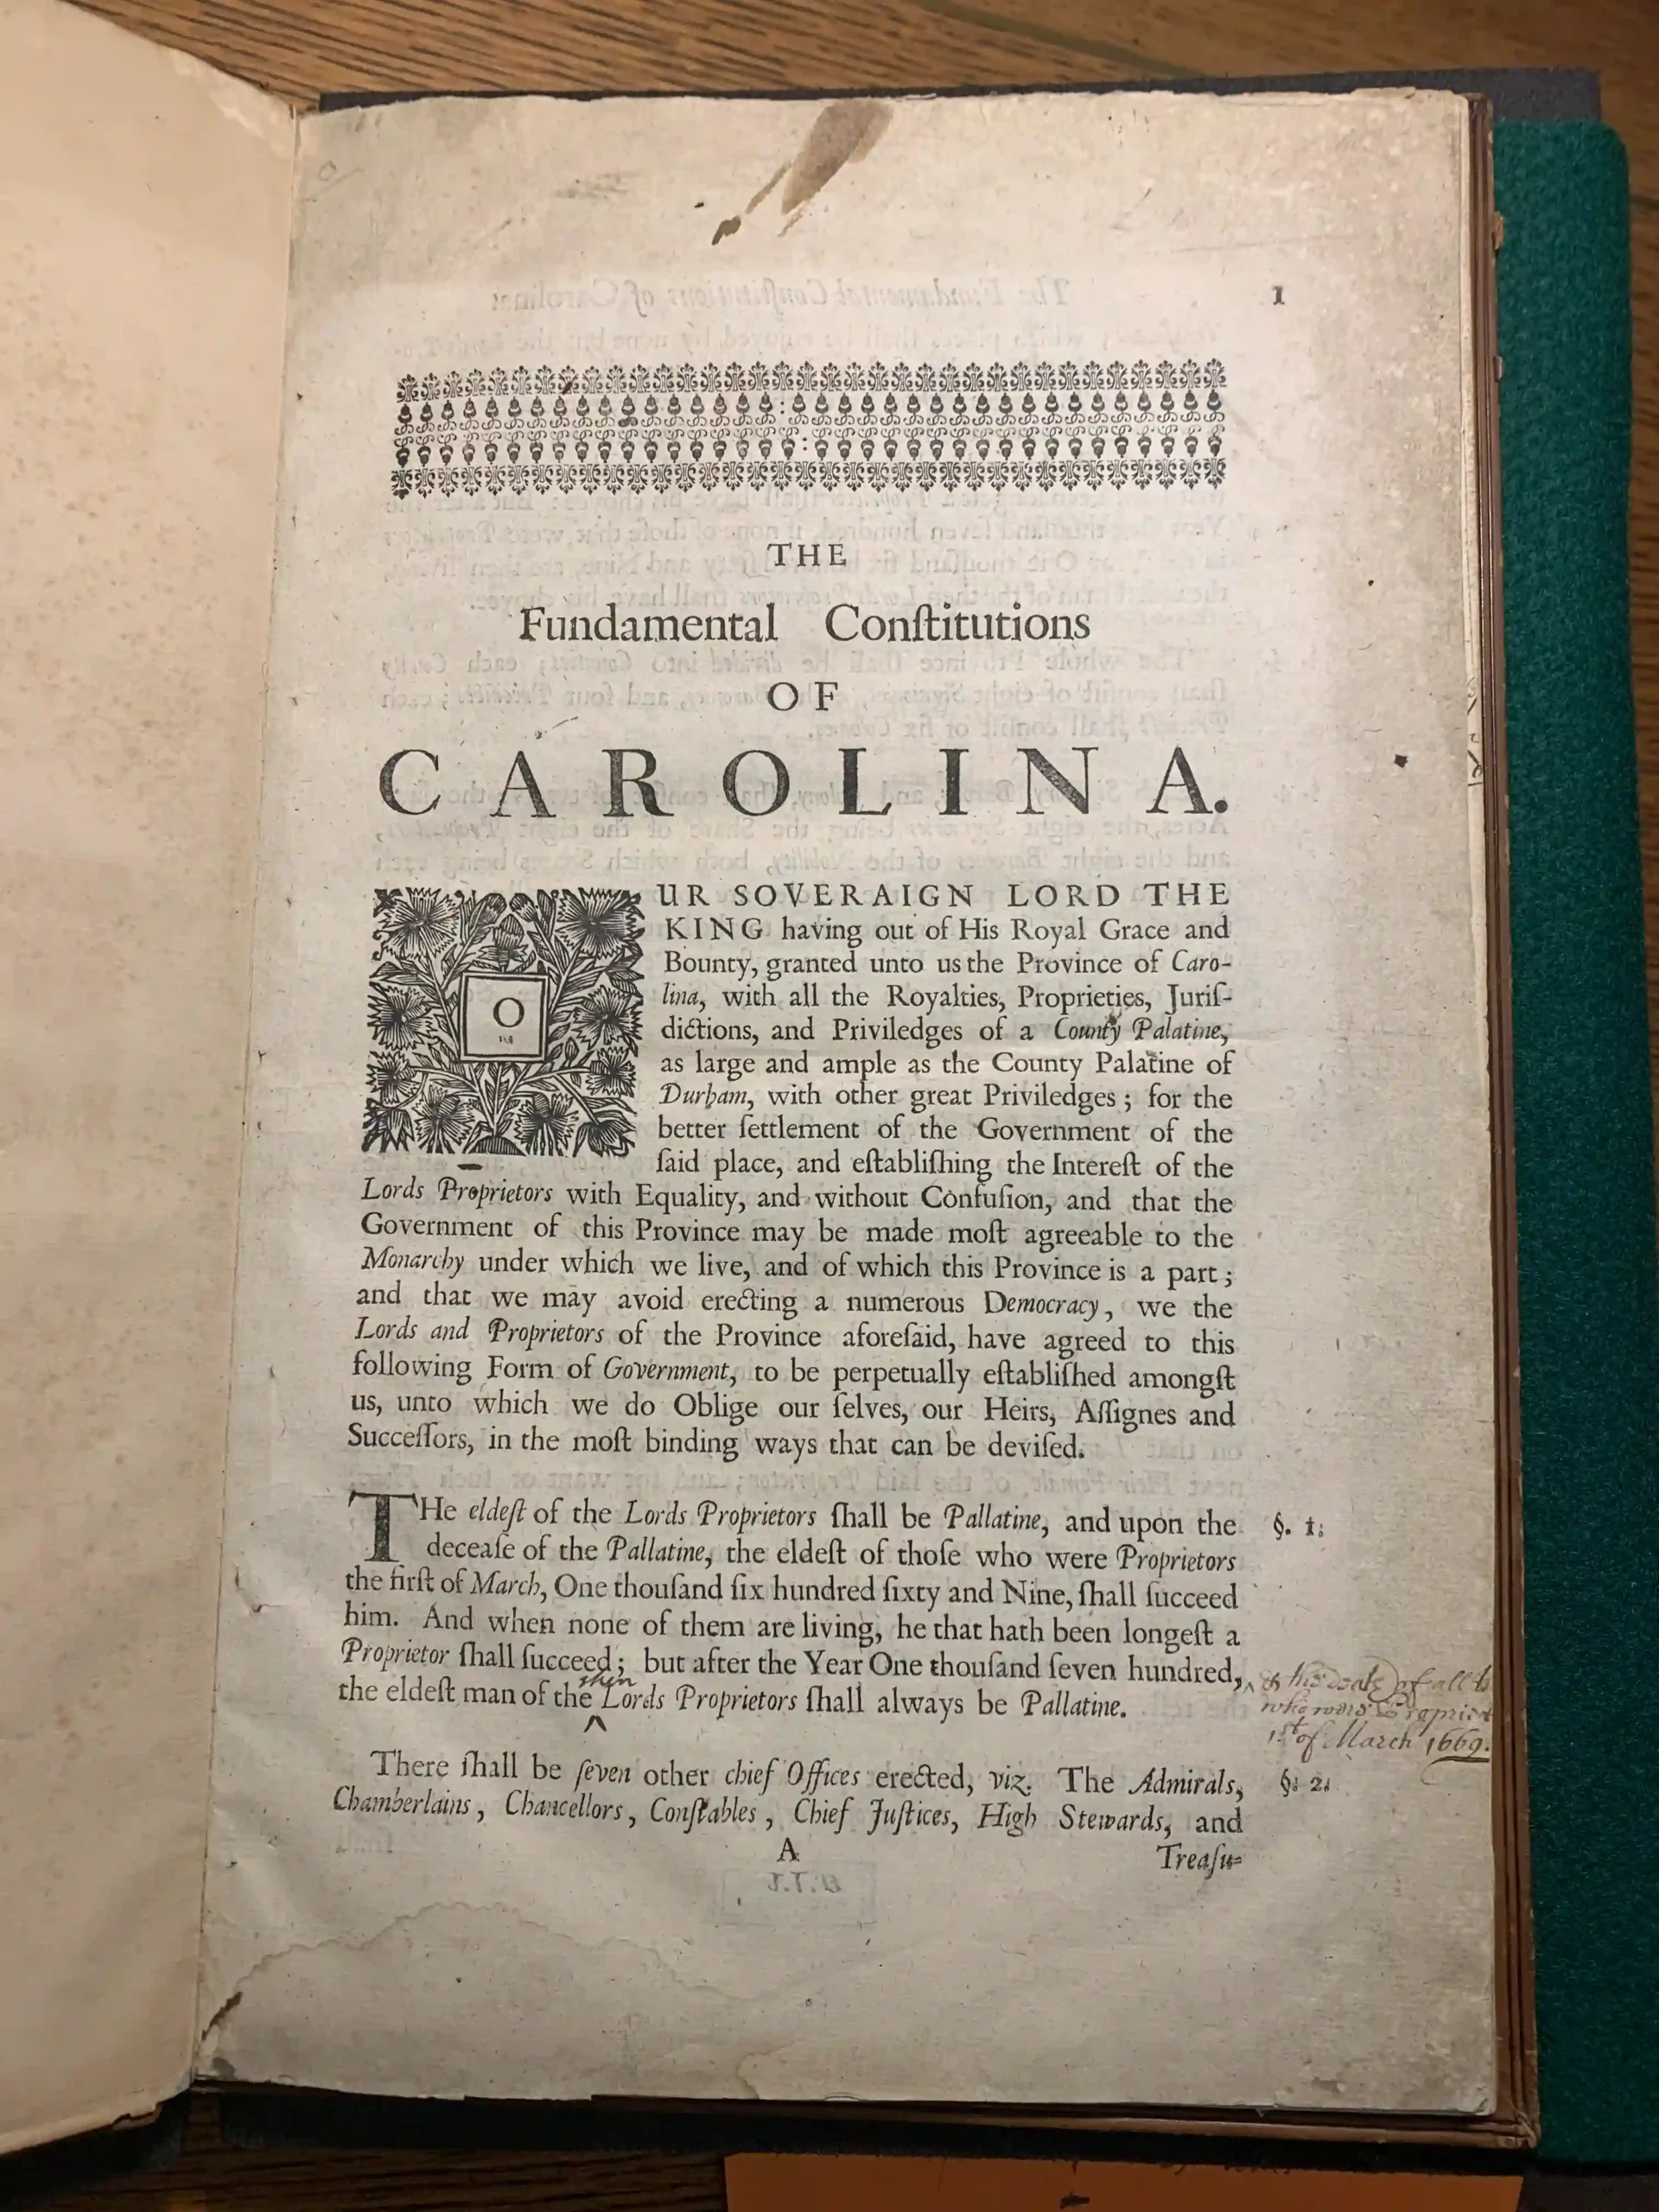 1
THE
Fundamental Conſtitutions
OF
CAROLINA.
OUR SOVERAIGN LORD THE
KING having out of His Royal Grace and
Bounty, granted unto us the Province of Caro-
lina, with all the Royalties, Proprieties, Juriſ-
dictions, and Priviledges of a County Palatine,
as large and ample as the County Palatine of
Durham, with other great Priviledges; for the
better ſettlement of the Government of the
ſaid place, and eſtabliſhing the Intereſt of the
Lords Proprietors with Equality, and without Confuſion, and that the
Government of this Province may be made moſt agreeable to the
Monarchy under which we live, and of which this Province is a part;
and that we may avoid erecting a numerous Democracy, we the
Lords and Proprietors of the Province aforeſaid, have agreed to this
following Form of Government, to be perpetually eſtabliſhed amongſt
us, unto which we do Oblige our ſelves, our Heirs, Aſſignes and
Succeſſors, in the moſt binding ways that can be deviſed.
THe eldeſt of the Lords Proprietors ſhall be Pallatine, and upon the §. 1.
deceaſe of the Pallatine, the eldeſt of thoſe who were Proprietors
the firſt of March, One thouſand ſix hundred ſixty and Nine, ſhall ſucceed
him. And when none of them are living, he that hath been longeſt a
Proprietor ſhall ſucceed; but after the Year One thouſand ſeven hundred,
then
the eldeſt man of the Lords Proprietors ſhall always be Pallatine.
of all
who were
1st of March 1669.
There ſhall be ſeven other chief Offices erected, viz. The Admirals, §. 2.
Chamberlains, Chancellors, Conſtables, Chief Juſtices, High Stewards, and
A
Treaſu-